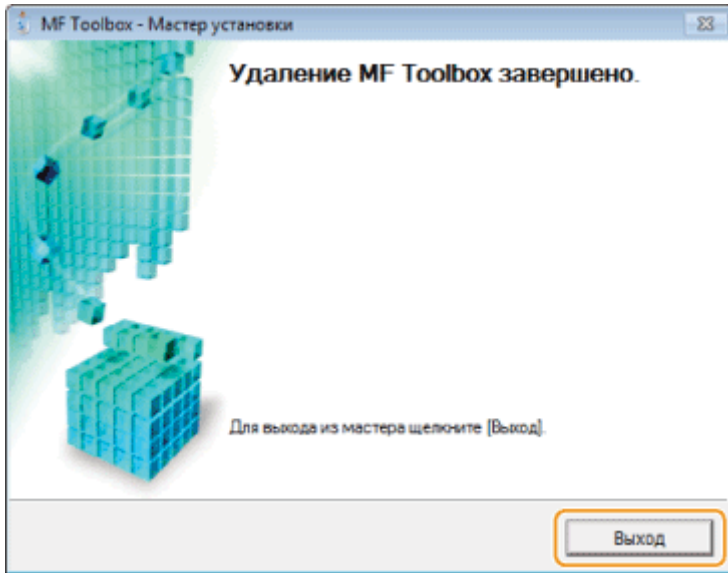 MF Toolbox - Мастер установки
Удаление MF Toolbox завершено.
Для выхода из мастера щелкните [Выход].
Выход